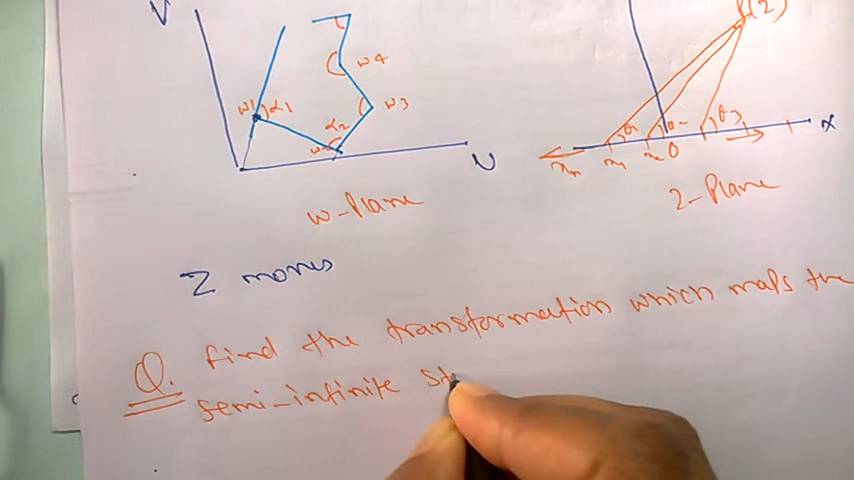 V
w1 α1
α2
w3
w4
U
w-Plane
P(z)
θ1
θ2
θ3
x1
x2
0
xn
X
Z-Plane
Z moves
Q. find the transformation which maps the
semi-infinite st